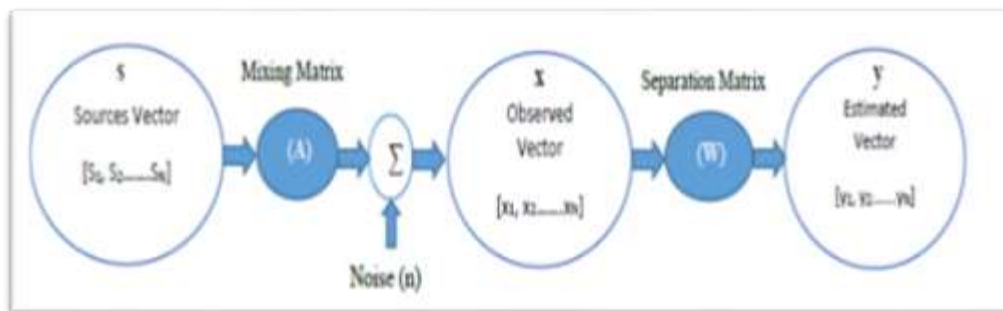 s
Sources Vector
[S₁, S₂........Sₙ]
Mixing Matrix
(A)
∑
Noise (n)
x
Observed
Vector
[x₁, x₂.......xₙ]
Separation Matrix
(W)
y
Estimated
Vector
[y₁, y₂......yₙ]